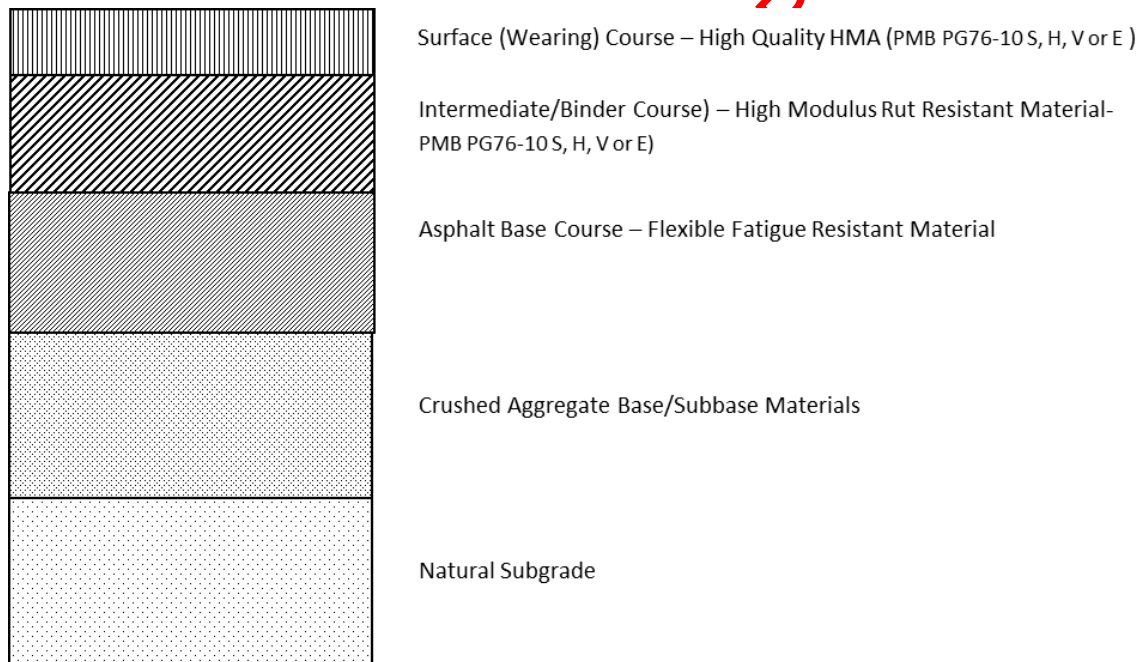 Surface (Wearing) Course – High Quality HMA (PMB PG76-10 S, H, V or E )
Intermediate/Binder Course) – High Modulus Rut Resistant Material-
PMB PG76-10 S, H, V or E)
Asphalt Base Course – Flexible Fatigue Resistant Material
Crushed Aggregate Base/Subbase Materials
Natural Subgrade